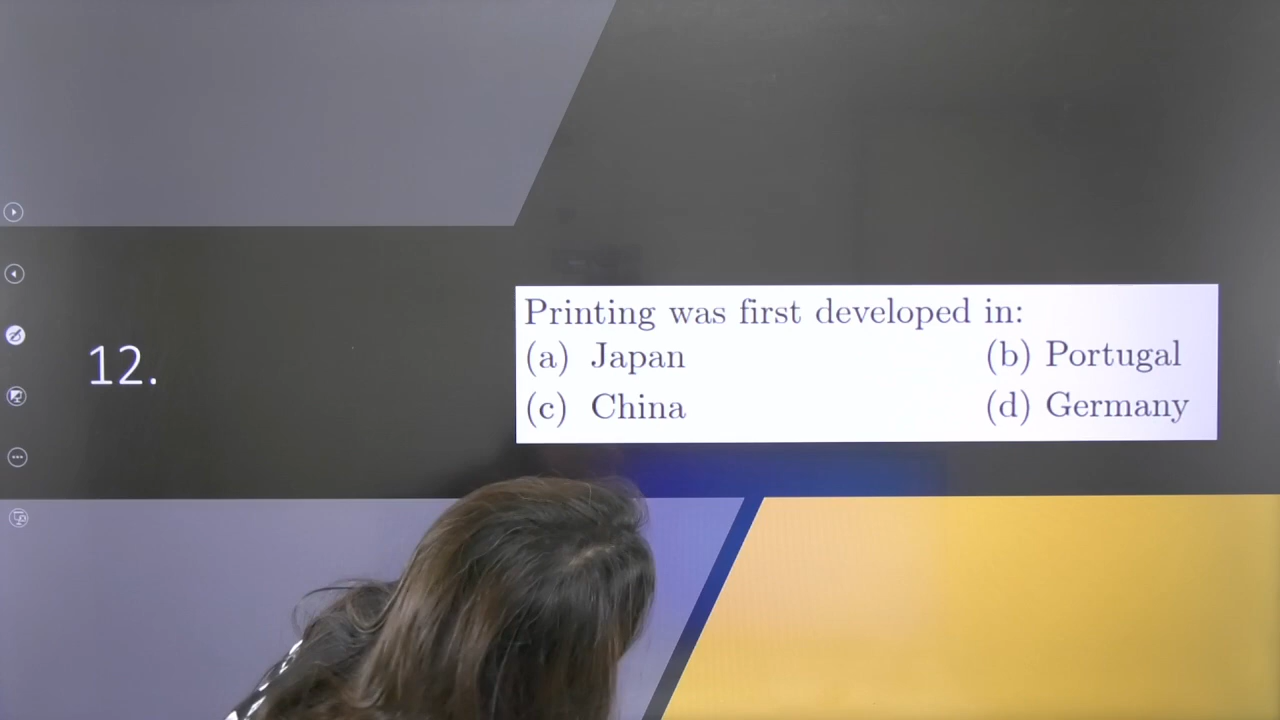 12.
Printing was first developed in:
(a) Japan (b) Portugal
(c) China (d) Germany